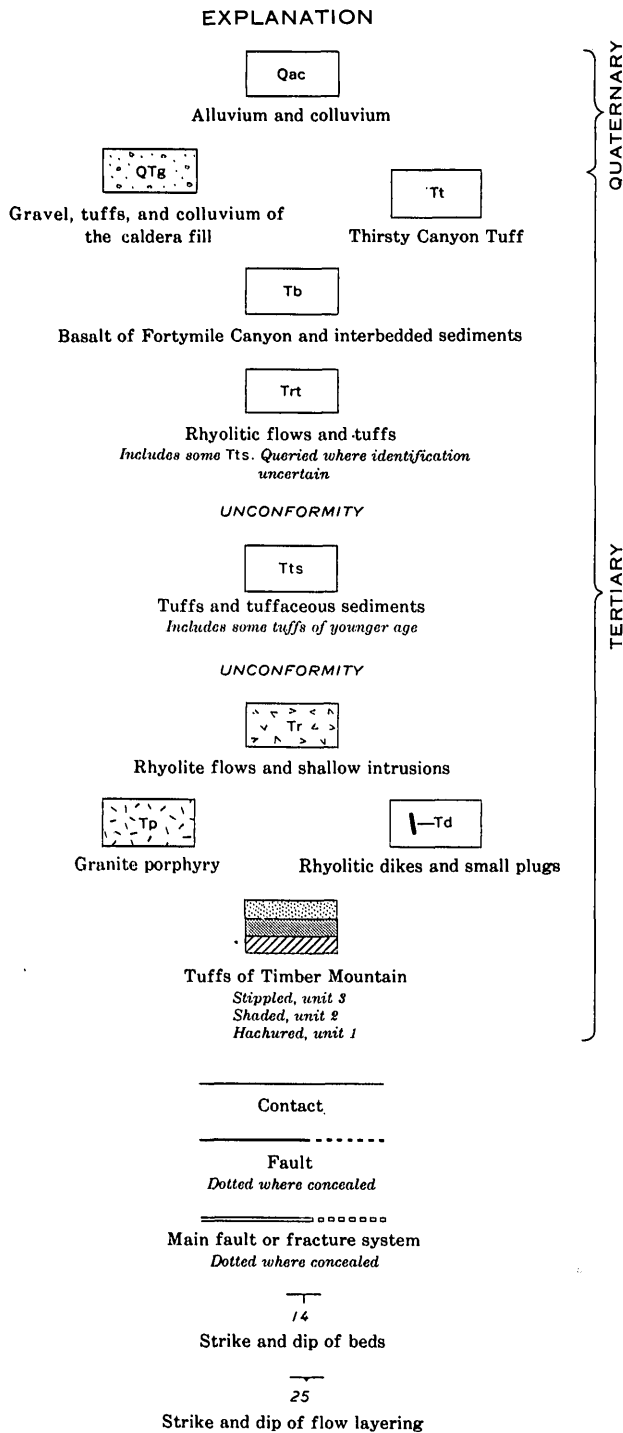 EXPLANATION
Qac
Alluvium and colluvium
QUATERNARY
QTg
Gravel, tuffs, and colluvium of
the caldera fill
Tt
Thirsty Canyon Tuff
Tb
Basalt of Fortymile Canyon and interbedded sediments
Trt
Rhyolitic flows and tuffs
Includes some Tts. Queried where identification
uncertain
UNCONFORMITY
Tts
Tuffs and tuffaceous sediments
Includes some tuffs of younger age
TERTIARY
UNCONFORMITY
Tr
Rhyolite flows and shallow intrusions
Tp
Granite porphyry
Td
Rhyolitic dikes and small plugs
Tuffs of Timber Mountain
Stippled, unit 3
Shaded, unit 2
Hachured, unit 1
Contact
Fault
Dotted where concealed
Main fault or fracture system
Dotted where concealed
14
Strike and dip of beds
25
Strike and dip of flow layering